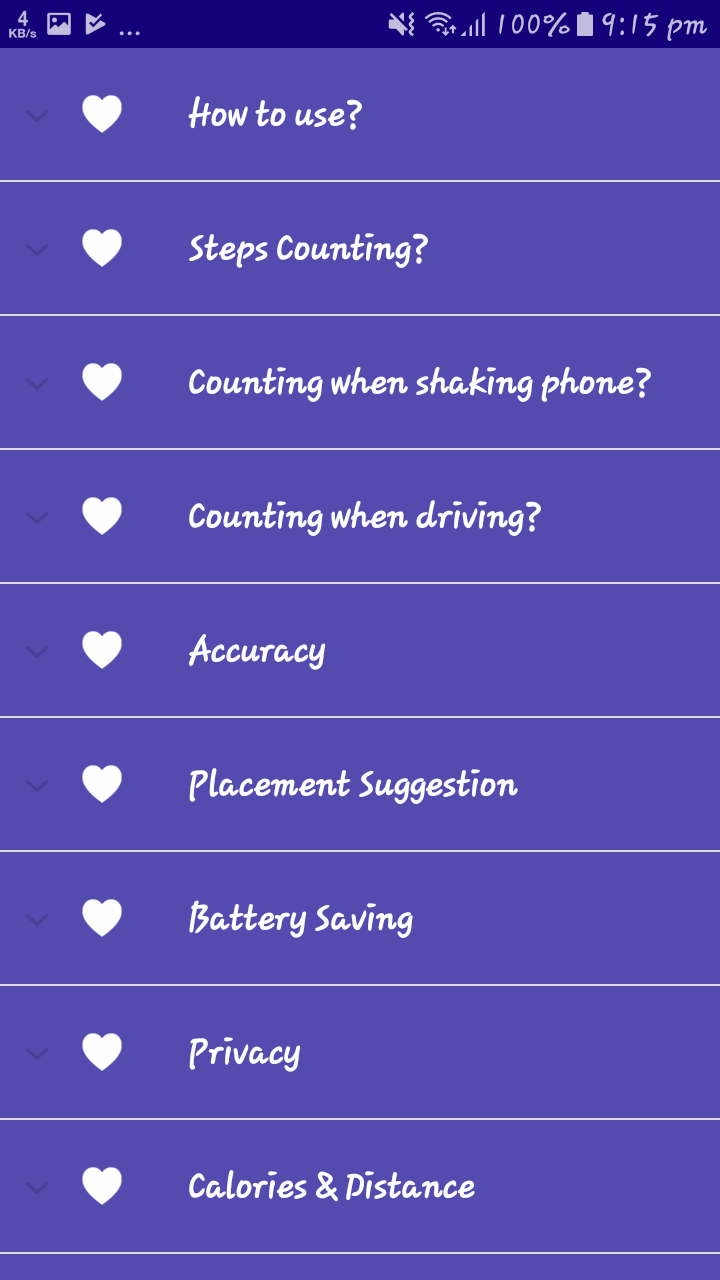 4
KB/s
... 100% 9:15 pm
How to use?
Steps Counting?
Counting when shaking phone?
Counting when driving?
Accuracy
Placement Suggestion
Battery Saving
Privacy
Calories & Distance